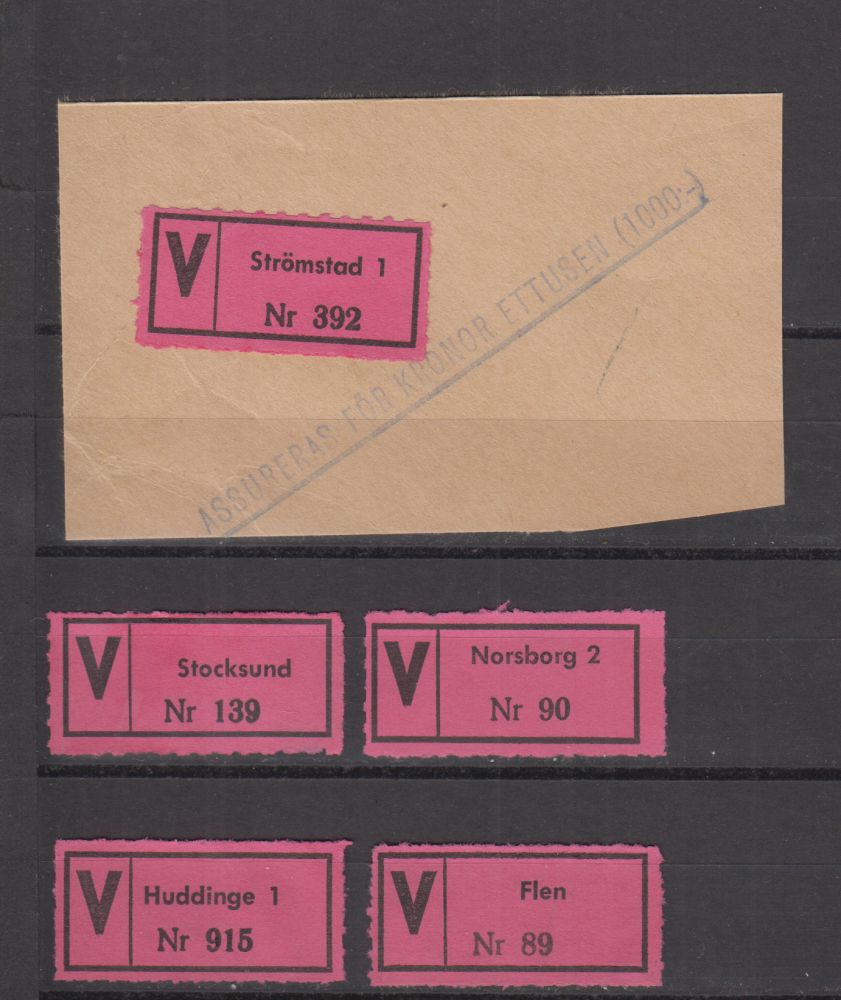 V
Strömstad 1
Nr 392
ASSURERAS FÖR KRONOR ETTUSEN (1000:-)
V
Stocksund
Nr 139
V
Norsborg 2
Nr 90
V
Huddinge 1
Nr 915
V
Flen
Nr 89